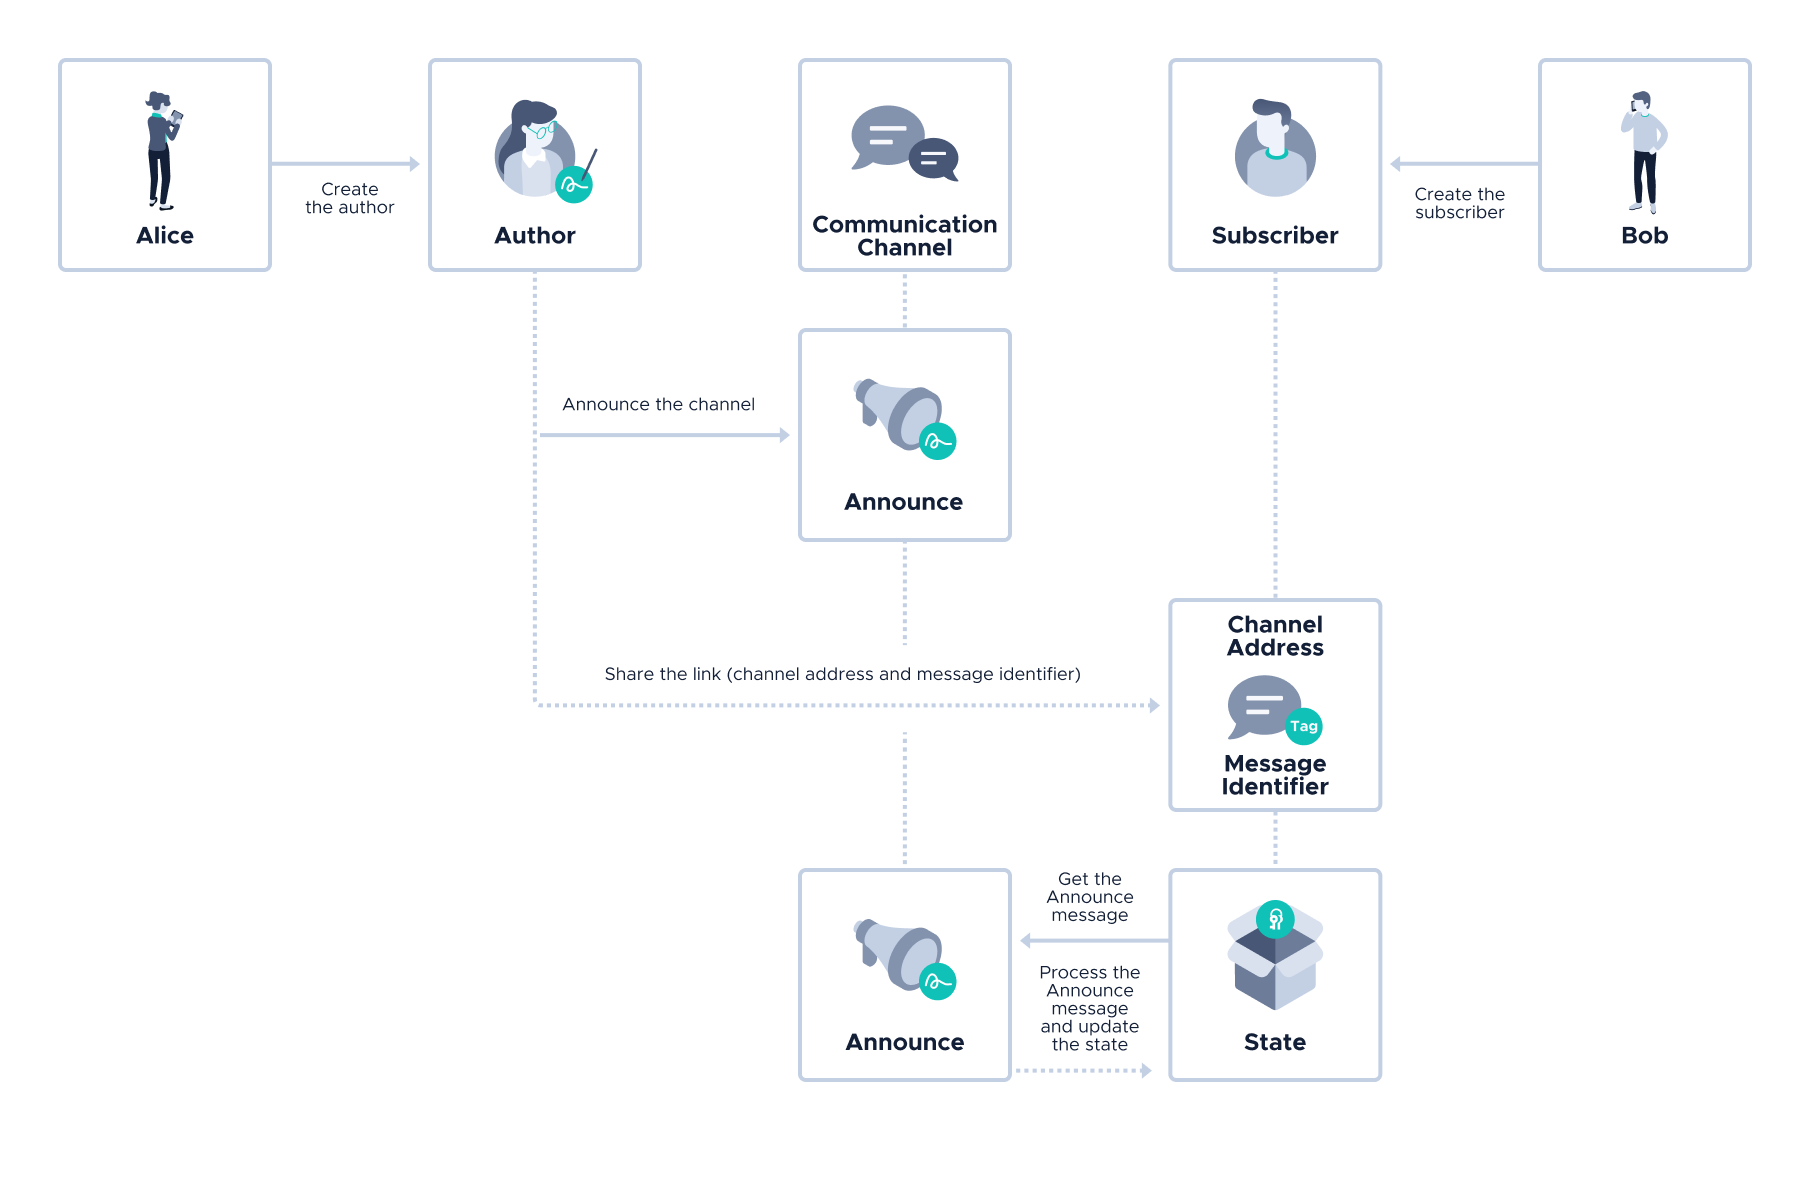 Alice
Create
the author
Author
Communication
Channel
Subscriber
Create the
subscriber
Bob
Announce the channel
Announce
Share the link (channel address and message identifier)
Channel
Address
Tag
Message
Identifier
Get the
Announce
message
Process the
Announce
message
and update
the state
Announce
State